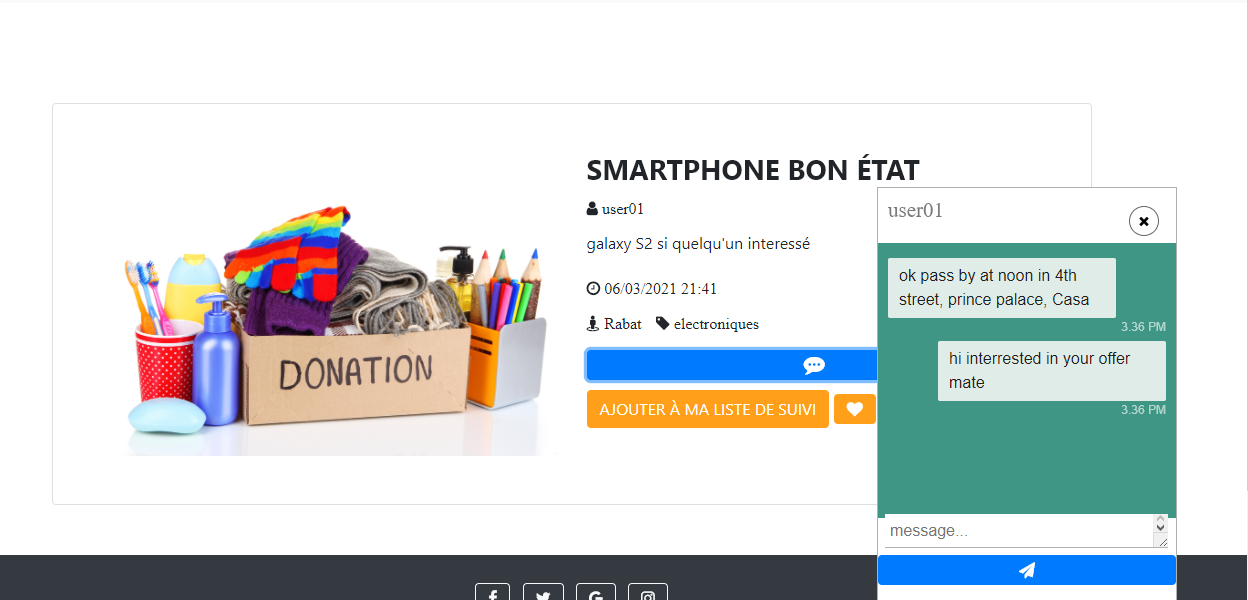 SMARTPHONE BON ÉTAT
user01
galaxy S2 si quelqu'un interessé
06/03/2021 21:41
Rabat electroniques
AJOUTER À MA LISTE DE SUIVI
DONATION
user01
ok pass by at noon in 4th
street, prince palace, Casa
3.36 PM
hi interrested in your offer
mate
3.36 PM
message...